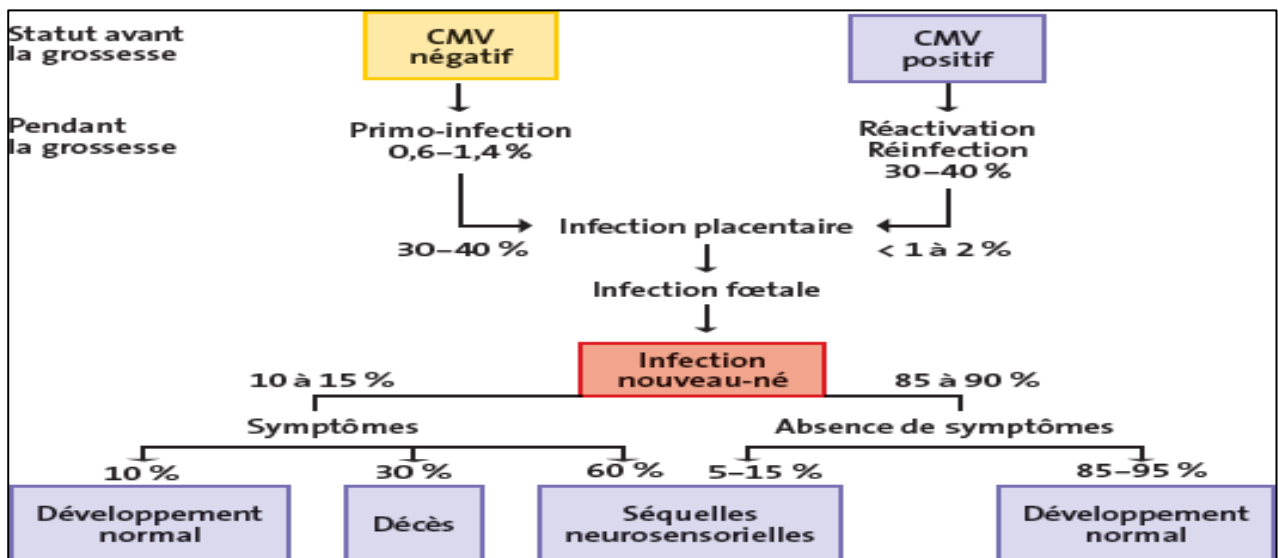 Statut avant
la grossesse
CMV
négatif
CMV
positif
Pendant
la grossesse
Primo-infection
0,6–1,4 %
Réactivation
Réinfection
30–40 %
Infection placentaire
30–40 %
< 1 à 2 %
Infection fœtale
Infection
nouveau-né
10 à 15 %
85 à 90 %
Symptômes
Absence de symptômes
10 %
30 %
60 %
5–15 %
85–95 %
Développement
normal
Décès
Séquelles
neurosensorielles
Développement
normal